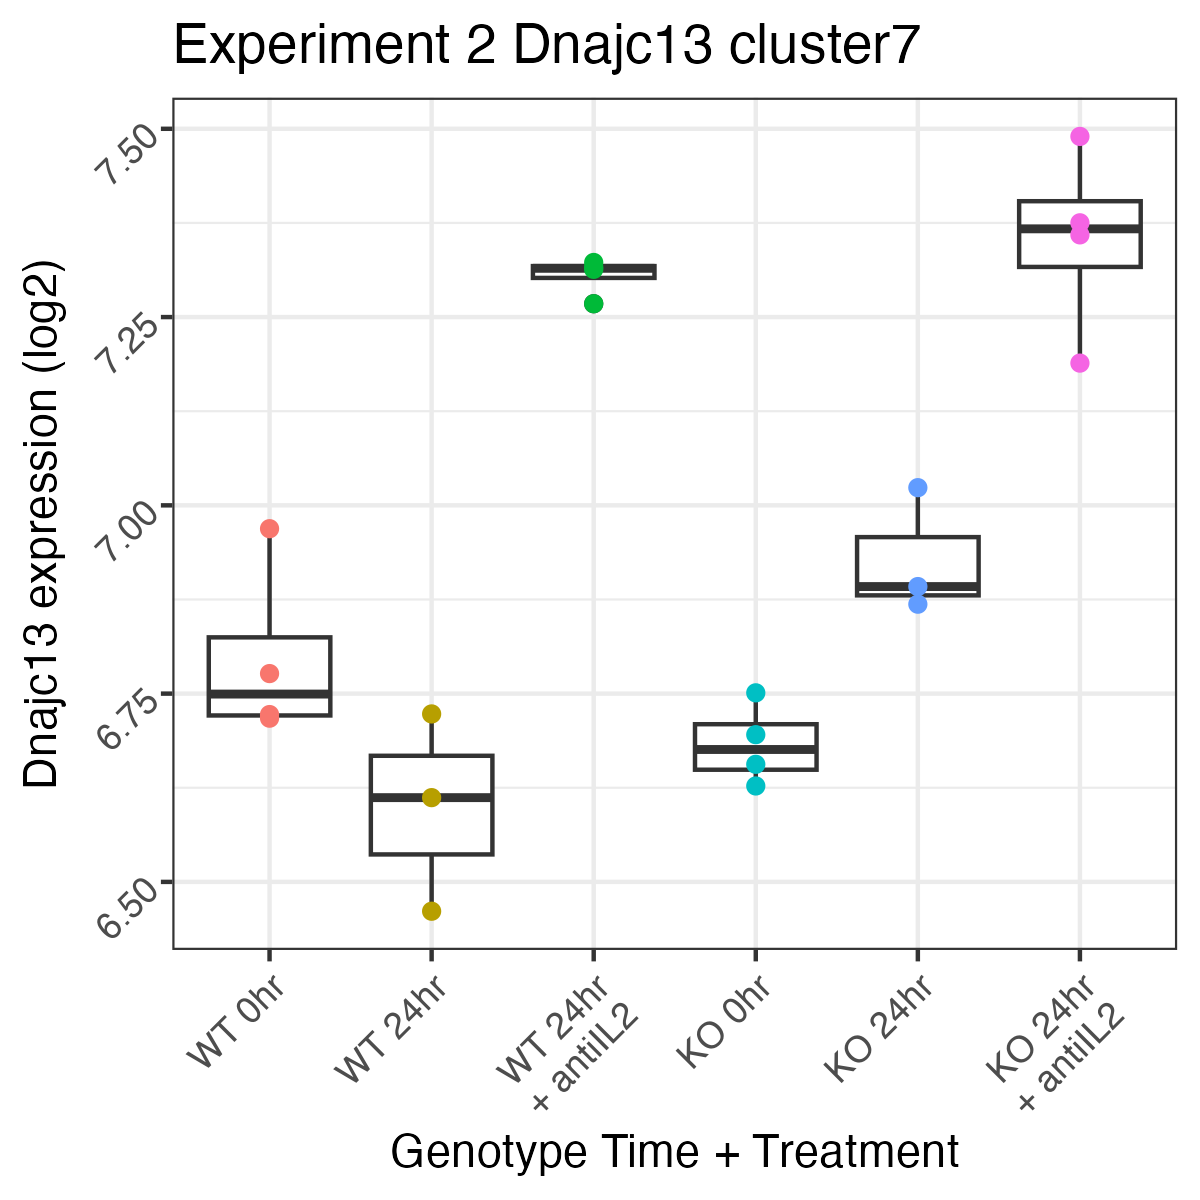 Experiment 2 Dnajc13 cluster7
Dnajc13 expression (log2)
7.50
7.25
7.00
6.75
6.50
WT 0hr
WT 24hr
WT 24hr
+ antiIL2
KO 0hr
KO 24hr
KO 24hr
+ antiIL2
Genotype Time + Treatment